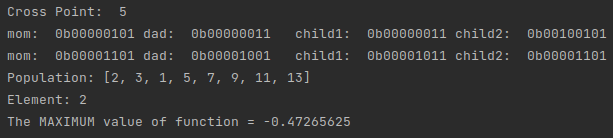 Cross Point:  5
mom:  0b00000101 dad:  0b00000011   child1:  0b00000011 child2:  0b00100101
mom:  0b00001101 dad:  0b00001001   child1:  0b00001011 child2:  0b00001101
Population: [2, 3, 1, 5, 7, 9, 11, 13]
Element: 2
The MAXIMUM value of function = -0.47265625